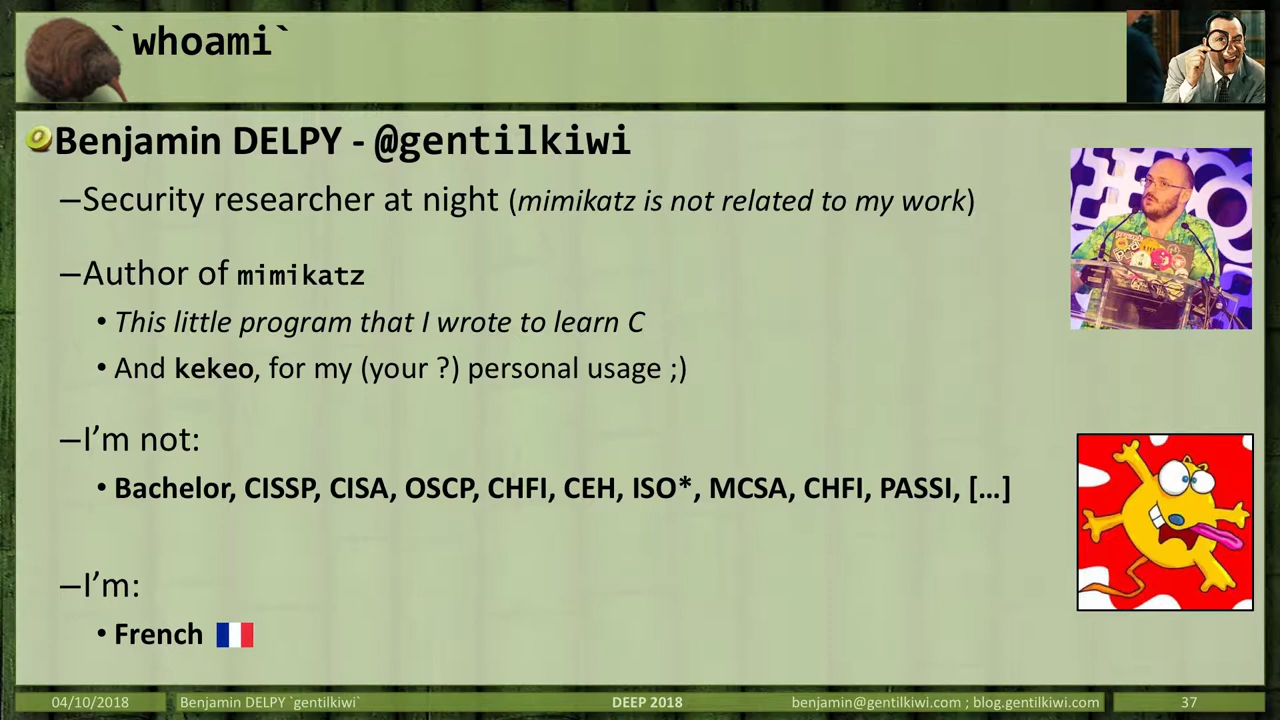 `whoami`
Benjamin DELPY - @gentilkiwi
–Security researcher at night (mimikatz is not related to my work)
–Author of mimikatz
• This little program that I wrote to learn C
• And kekeo, for my (your ?) personal usage ;)
–I’m not:
• Bachelor, CISSP, CISA, OSCP, CHFI, CEH, ISO*, MCSA, CHFI, PASSI, […]
–I’m:
• French
04/10/2018
Benjamin DELPY `gentilkiwi`
DEEP 2018
benjamin@gentilkiwi.com ; blog.gentilkiwi.com
37